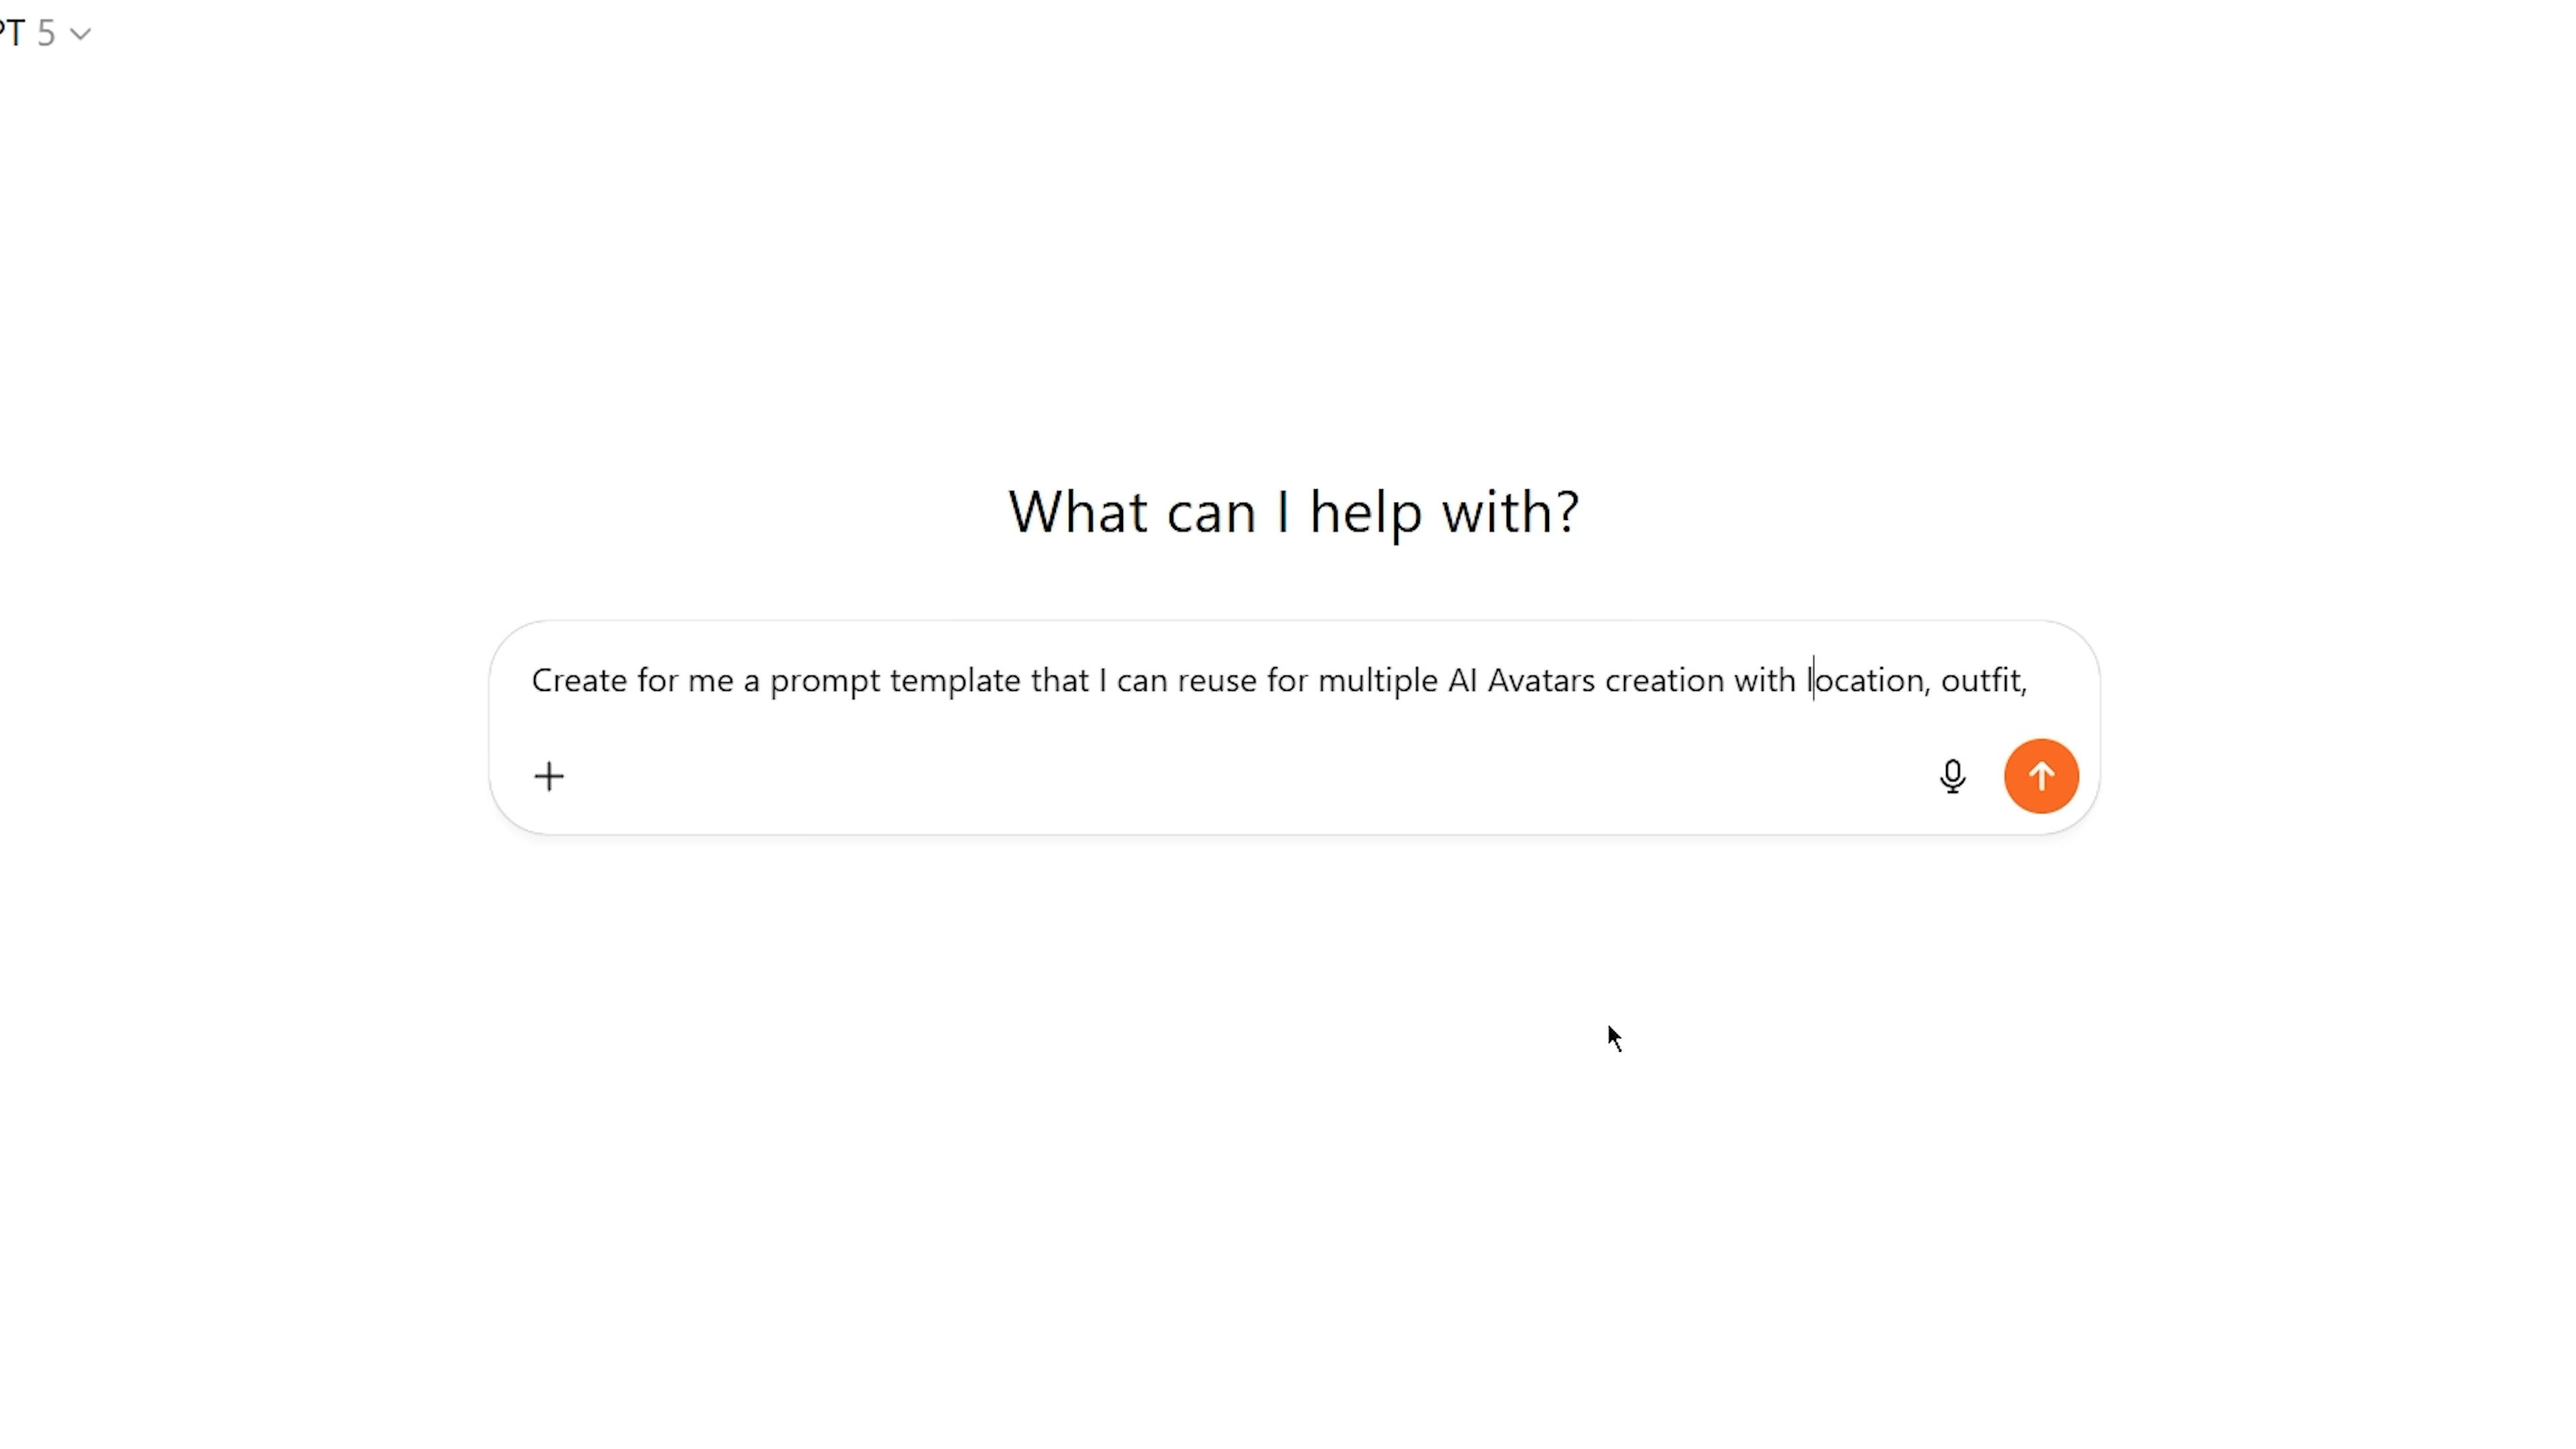 PT 5
What can I help with?
Create for me a prompt template that I can reuse for multiple AI Avatars creation with location, outfit,